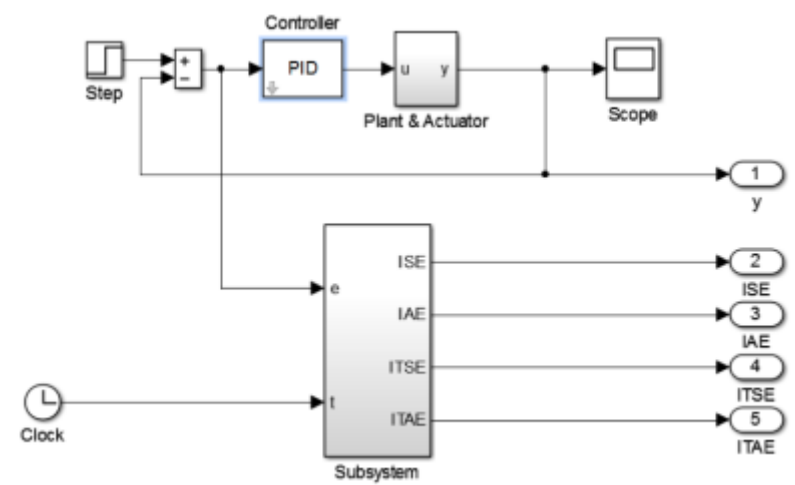 Controller
Step
+
−
PID
u
y
Plant & Actuator
Scope
1
y
e
t
ISE
IAE
ITSE
ITAE
Subsystem
Clock
2
ISE
3
IAE
4
ITSE
5
ITAE